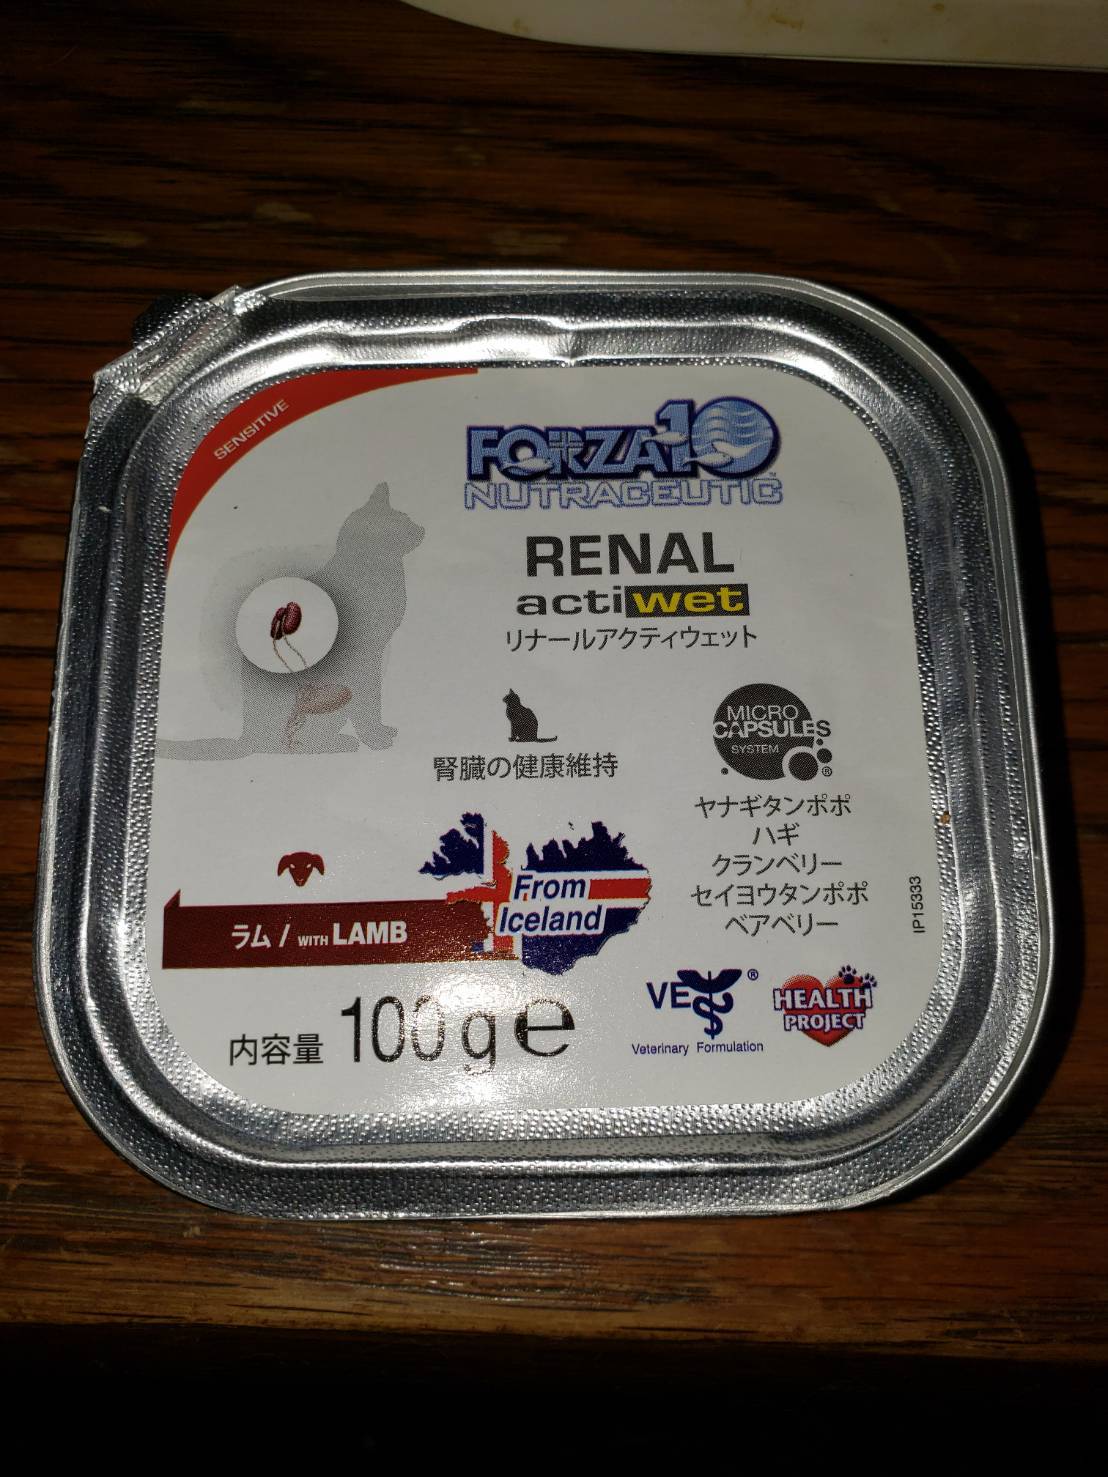 SENSITIVE
FORZA10
NUTRACEUTIC
RENAL
actiwet
リナールアクティウェット
腎臓の健康維持
MICRO
CAPSULES
SYSTEM
®
ヤナギタンポポ
ハギ
クランベリー
セイヨウタンポポ
ベアベリー
IP15333
From
Iceland
ラム / WITH LAMB
内容量 100g e
VET ®
Veterinary Formulation
HEALTH
PROJECT